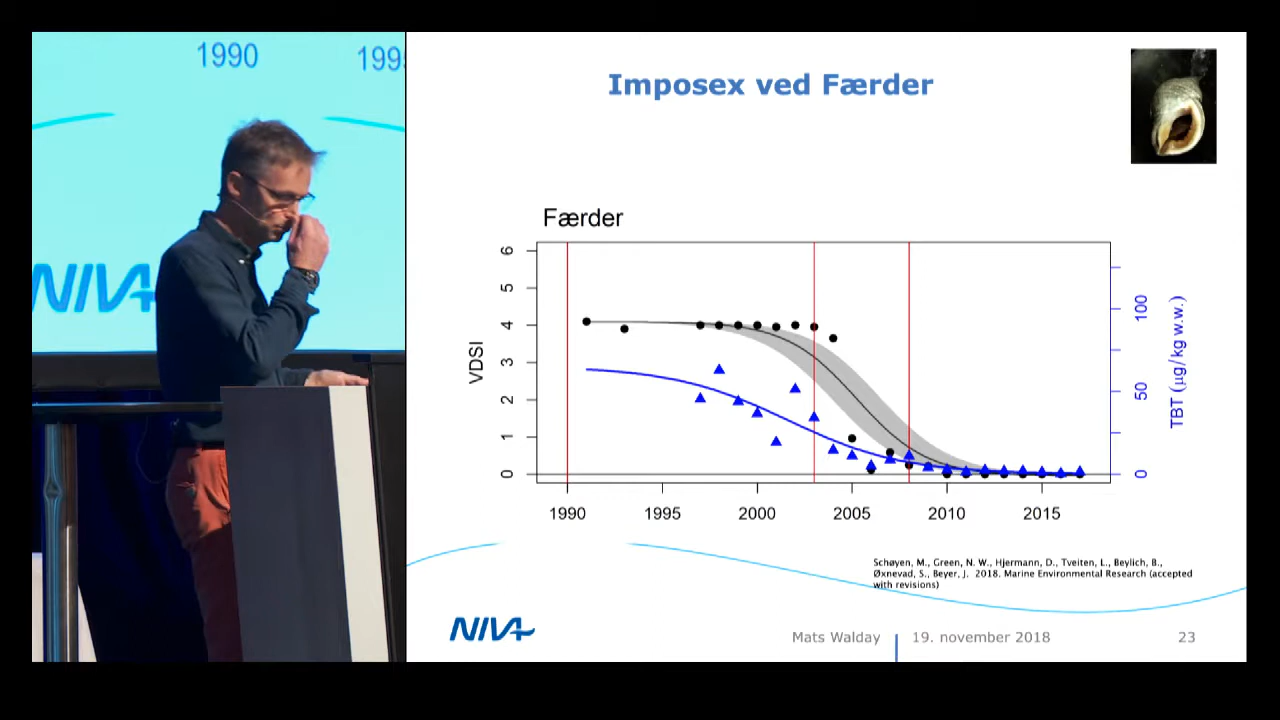 1990
199
NIVA
Imposex ved Færder
Færder
VDSI
6
5
4
3
2
1
0
100
50
0
TBT (µg/kg w.w.)
1990 1995 2000 2005 2010 2015
Schøyen, M., Green, N. W., Hjermann, D., Tveiten, L., Beylich, B.,
Øxnevad, S., Beyer, J. 2018. Marine Environmental Research (accepted
with revisions)
NIVA
Mats Walday
19. november 2018
23